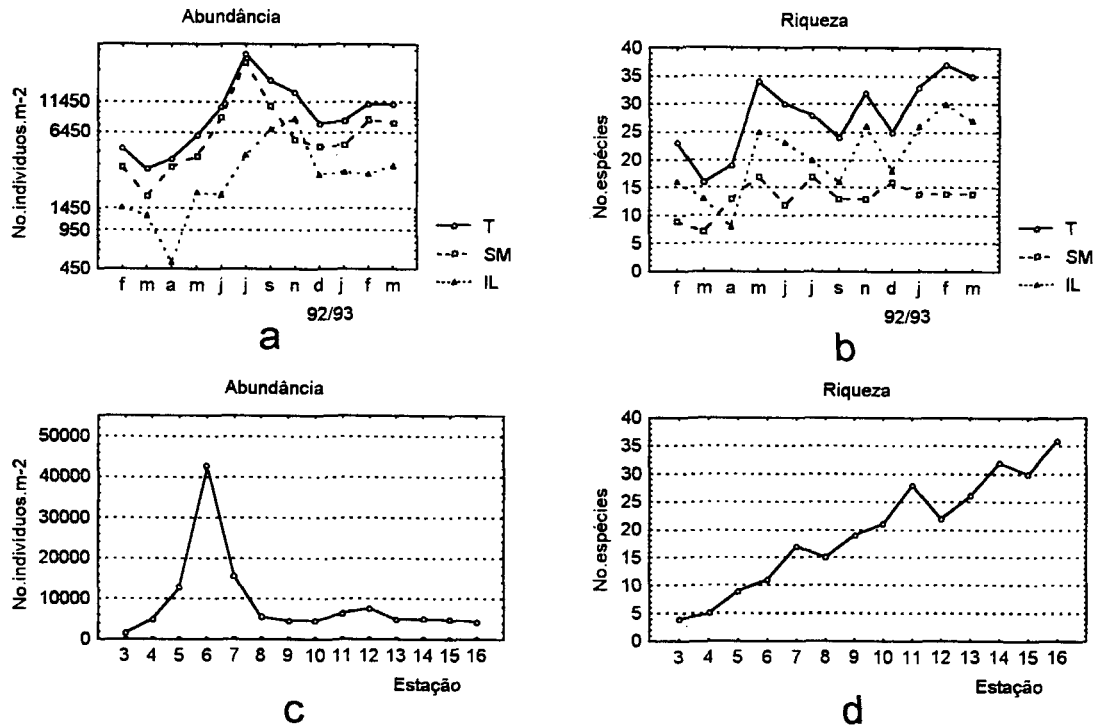 Abundância
No.indivíduos.m-2
11450
6450
1450
950
450
f m a m j j s n d j f m
92/93
T
SM
IL
a
Riqueza
No.espécies
40
35
30
25
20
15
10
5
0
f m a m j j s n d j f m
92/93
T
SM
IL
b
Abundância
No.indivíduos.m-2
50000
40000
30000
20000
10000
0
3 4 5 6 7 8 9 10 11 12 13 14 15 16
Estação
c
Riqueza
No.espécies
40
35
30
25
20
15
10
5
0
3 4 5 6 7 8 9 10 11 12 13 14 15 16
Estação
d